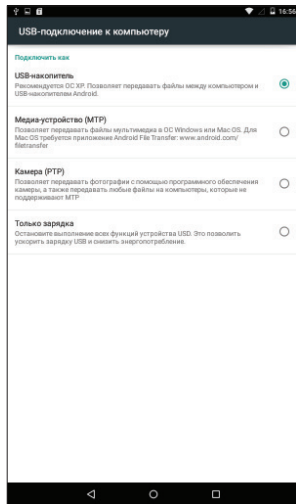 16:56
USB-подключение к компьютеру
Подключить как
USB-накопитель
Рекомендуется ОС XP. Позволяет передавать файлы между компьютером и
USB-накопителем Android.
Медиа-устройство (MTP)
Позволяет передавать файлы мультимедиа в ОС Windows или Mac OS. Для
Mac OS требуется приложение Android File Transfer: www.android.com/
filetransfer
Камера (PTP)
Позволяет передавать фотографии с помощью программного обеспечения
камеры, а также передавать любые файлы на компьютеры, которые не
поддерживают MTP
Только зарядка
Остановите выполнение всех функций устройства USD. Это позволить
ускорить зарядку USB и снизить энергопотребление.